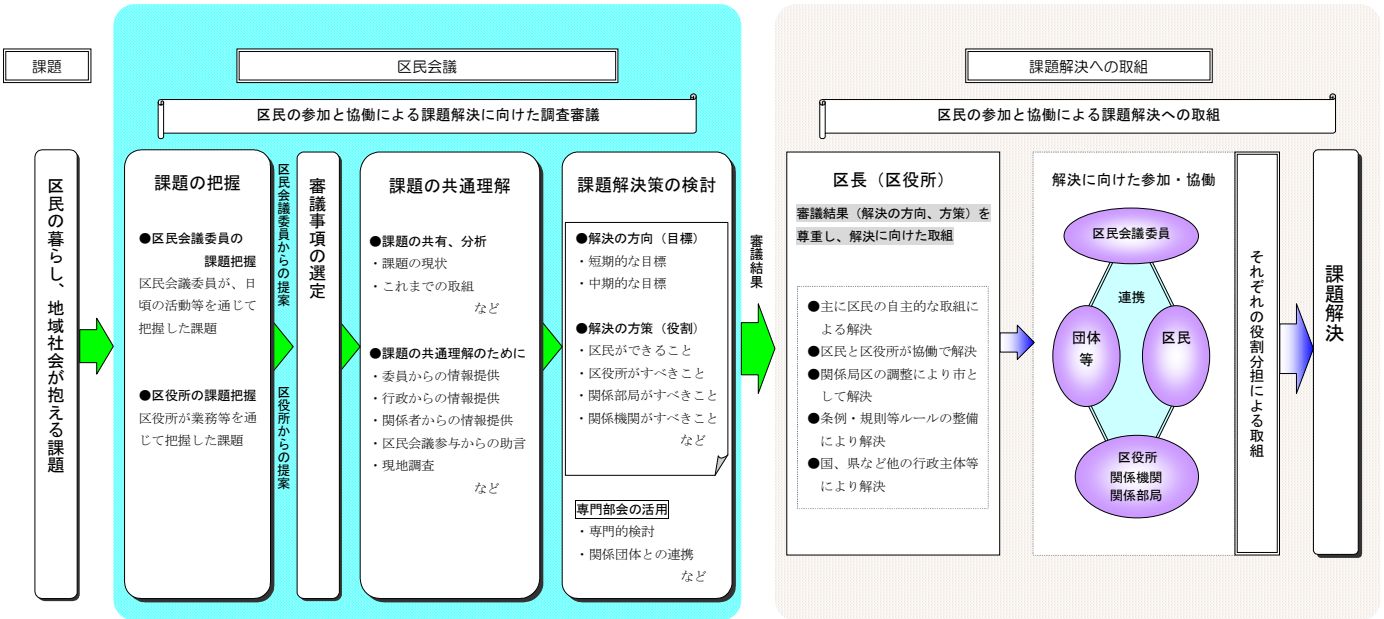 課題
区民会議
課題解決への取組
区民の参加と協働による課題解決に向けた調査審議
区民の参加と協働による課題解決への取組
区民の暮らし、地域社会が抱える課題
課題の把握
●区民会議委員の
課題把握
区民会議委員が、日
頃の活動等を通じて
把握した課題
●区役所の課題把握
区役所が業務等を通
じて把握した課題
区民会議委員からの提案
区役所からの提案
審議事項の選定
課題の共通理解
●課題の共有、分析
・課題の現状
・これまでの取組
など
●課題の共通理解のために
・委員からの情報提供
・行政からの情報提供
・関係者からの情報提供
・区民会議参与からの助言
・現地調査
など
課題解決策の検討
●解決の方向（目標）
・短期的な目標
・中期的な目標
●解決の方策（役割）
・区民ができること
・区役所がすべきこと
・関係部局がすべきこと
・関係機関がすべきこと
など
専門部会の活用
・専門的検討
・関係団体との連携
など
審議結果
区長（区役所）
審議結果（解決の方向、方策）を
尊重し、解決に向けた取組
●主に区民の自主的な取組に
よる解決
●区民と区役所が協働で解決
●関係局区の調整により市と
して解決
●条例・規則等ルールの整備
により解決
●国、県など他の行政主体等
により解決
解決に向けた参加・協働
区民会議委員
連携
団体
等
区民
区役所
関係機関
関係部局
それぞれの役割分担による取組
課題解決